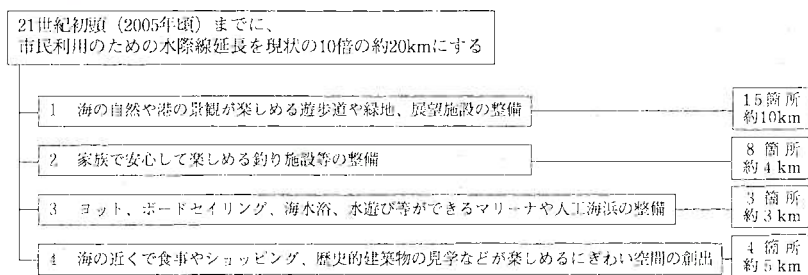 21世紀初頭（2005年頃）までに、
市民利用のための水際線延長を現状の10倍の約20kmにする
1 海の自然や港の景観が楽しめる遊歩道や緑地、展望施設の整備
15箇所
約10km
2 家族で安心して楽しめる釣り施設等の整備
8箇所
約4km
3 ヨット、ボードセイリング、海水浴、水遊び等ができるマリーナや人工海浜の整備
3箇所
約3km
4 海の近くで食事やショッピング、歴史的建築物の見学などが楽しめるにぎわい空間の創出
4箇所
約5km